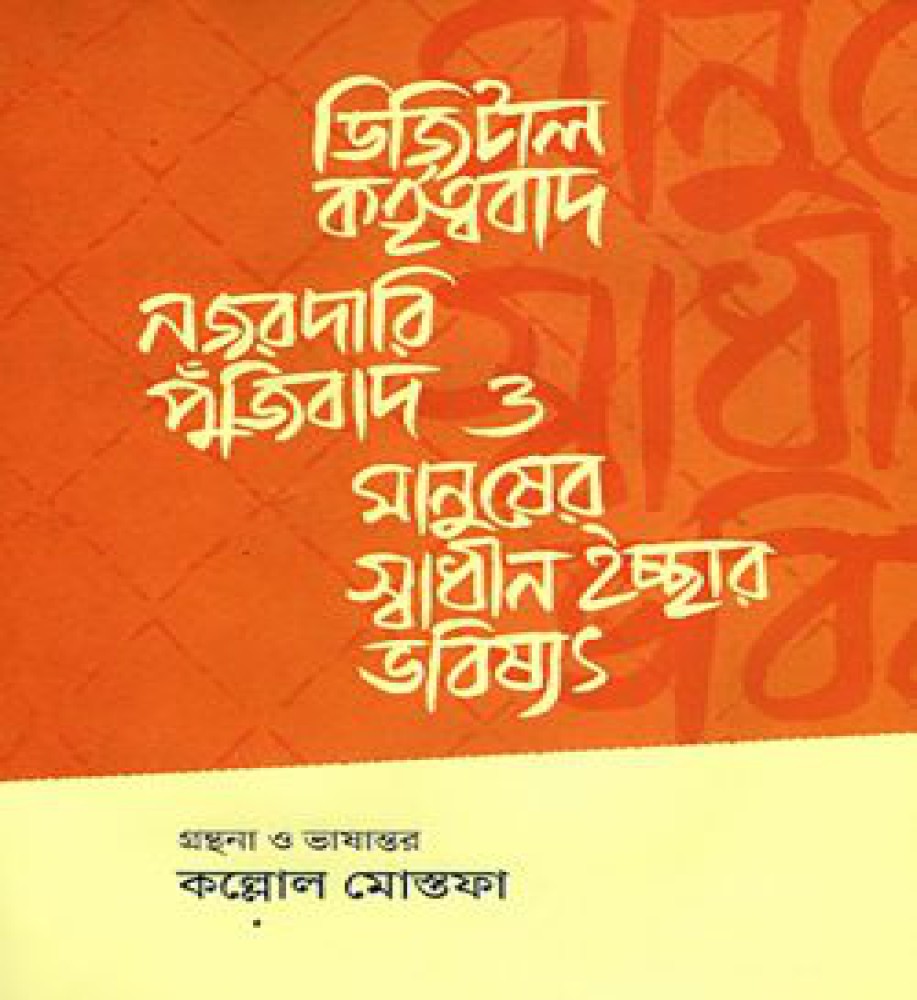 ডিজিটাল
কর্তৃত্ববাদ
নজরদারি
পুঁজিবাদ ও
মানুষের
স্বাধীন ইচ্ছার
ভবিষ্যৎ
গ্রন্থনা ও ভাষান্তর
কল্লোল মোস্তফা